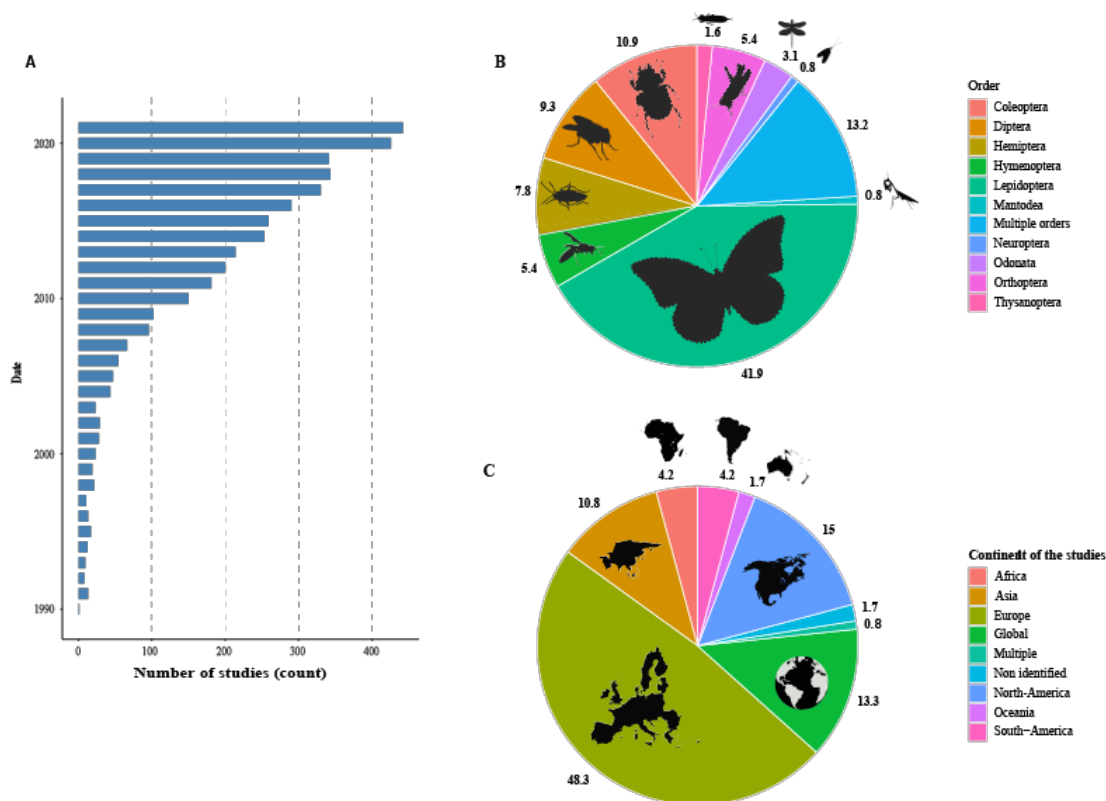 A
2020
2010
2000
1990
Date
0 100 200 300 400
Number of studies (count)
B
10.9
1.6
5.4
3.1
0.8
13.2
0.8
41.9
5.4
7.8
9.3
Order
Coleoptera
Diptera
Hemiptera
Hymenoptera
Lepidoptera
Mantodea
Multiple orders
Neuroptera
Odonata
Orthoptera
Thysanoptera
C
4.2
4.2
1.7
15
1.7
0.8
13.3
48.3
10.8
Continent of the studies
Africa
Asia
Europe
Global
Multiple
Non identified
North-America
Oceania
South-America